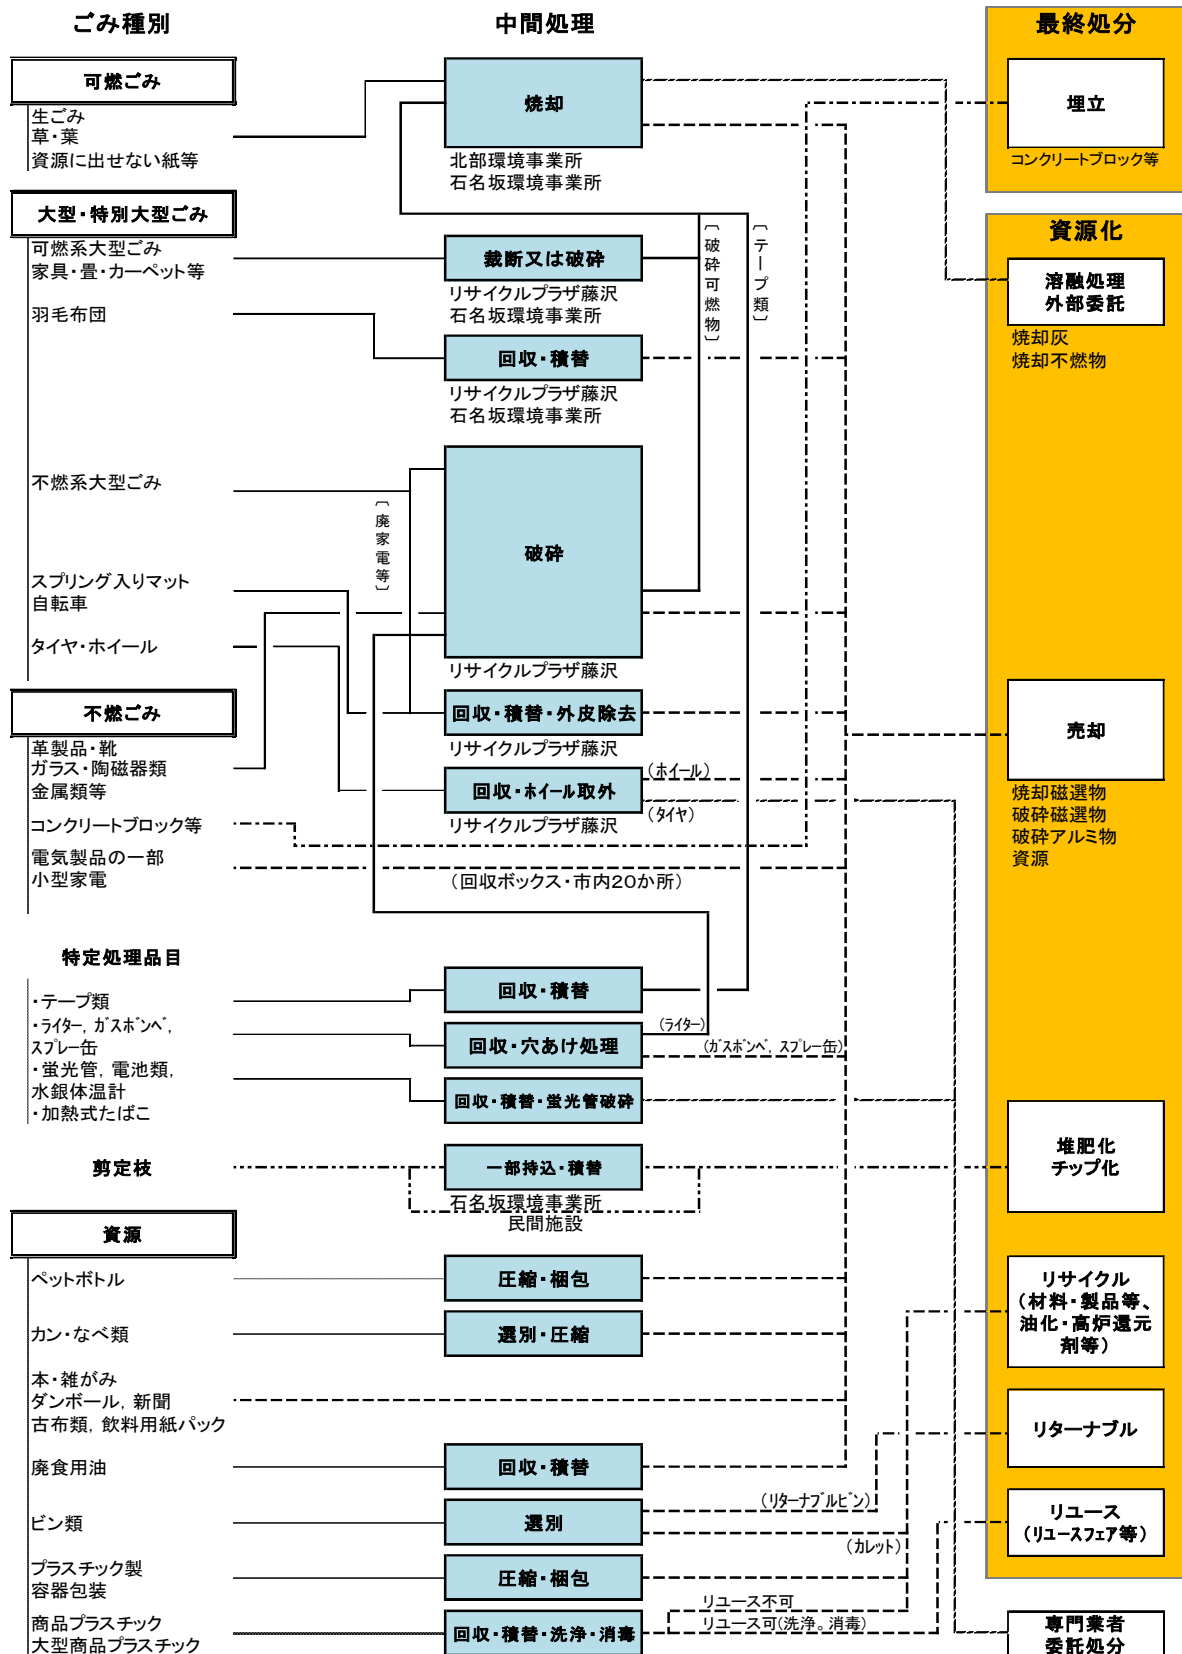 ごみ種別
中間処理
最終処分
可燃ごみ
生ごみ
草・葉
資源に出せない紙等
焼却
北部環境事業所
石名坂環境事業所
埋立
コンクリートブロック等
大型・特別大型ごみ
可燃系大型ごみ
家具・畳・カーペット等
羽毛布団
不燃系大型ごみ
スプリング入りマット
自転車
タイヤ・ホイール
裁断又は破砕
リサイクルプラザ藤沢
石名坂環境事業所
回収・積替
リサイクルプラザ藤沢
石名坂環境事業所
〔破砕可燃物〕
〔テープ類〕
〔廃家電等〕
破砕
リサイクルプラザ藤沢
回収・積替・外皮除去
リサイクルプラザ藤沢
回収・ホイール取外
リサイクルプラザ藤沢
(ホイール)
(タイヤ)
資源化
溶融処理
外部委託
焼却灰
焼却不燃物
売却
焼却磁選物
破砕磁選物
破砕アルミ物
資源
不燃ごみ
革製品・靴
ガラス・陶磁器類
金属類等
コンクリートブロック等
電気製品の一部
小型家電
(回収ボックス・市内20か所)
特定処理品目
・テープ類
・ライター, ガスボンベ,
スプレー缶
・蛍光管, 電池類,
水銀体温計
・加熱式たばこ
回収・積替
回収・穴あけ処理
(ライター)
(ガスボンベ, スプレー缶)
回収・積替・蛍光管破砕
剪定枝
一部持込・積替
石名坂環境事業所
民間施設
堆肥化
チップ化
資源
ペットボトル
圧縮・梱包
カン・なべ類
選別・圧縮
本・雑がみ
ダンボール, 新聞
古布類, 飲料用紙パック
廃食用油
回収・積替
ビン類
選別
(リターナブルビン)
(カレット)
プラスチック製
容器包装
圧縮・梱包
商品プラスチック
大型商品プラスチック
回収・積替・洗浄・消毒
リユース不可
リユース可(洗浄。消毒)
リサイクル
(材料・製品等、
油化・高炉還元
剤等)
リターナブル
リユース
(リユースフェア等)
専門業者
委託処分